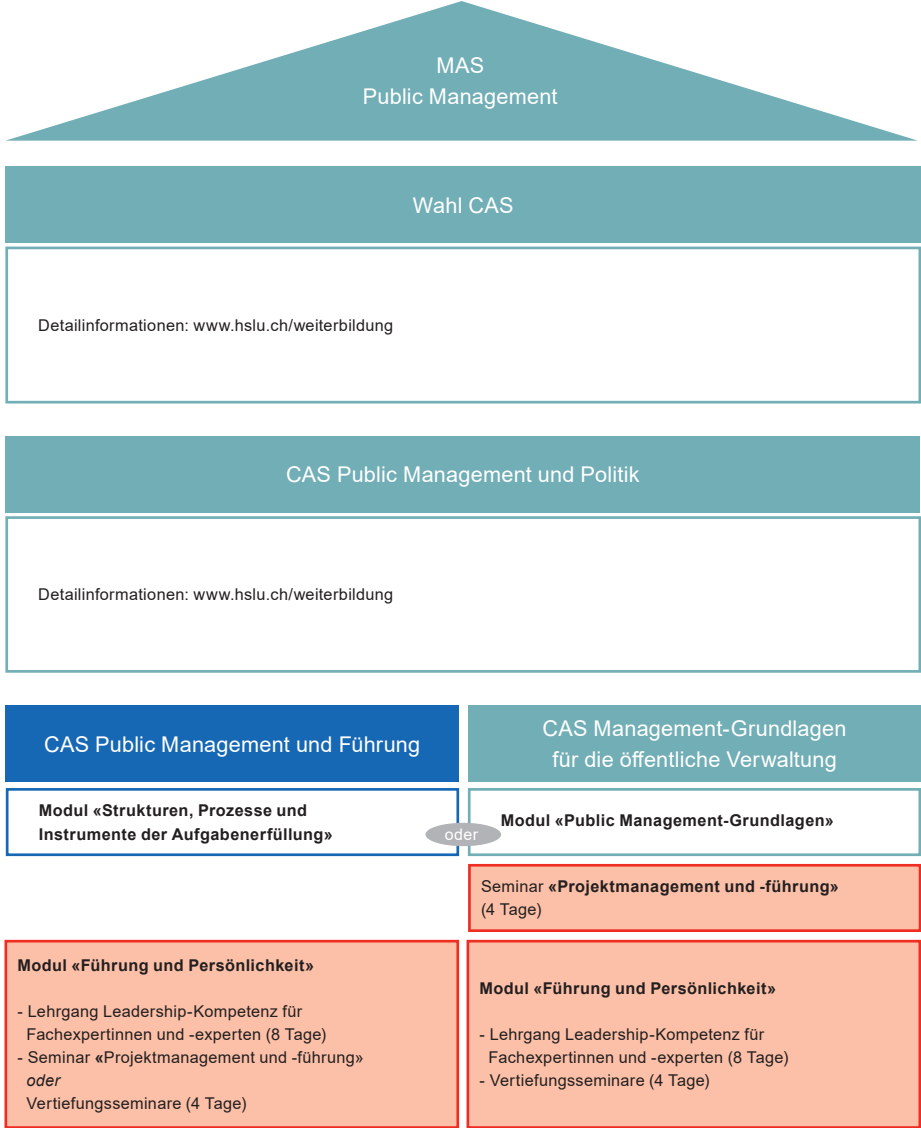 MAS
Public Management
Wahl CAS
Detailinformationen: www.hslu.ch/weiterbildung
CAS Public Management und Politik
Detailinformationen: www.hslu.ch/weiterbildung
CAS Public Management und Führung
CAS Management-Grundlagen
für die öffentliche Verwaltung
Modul «Strukturen, Prozesse und
Instrumente der Aufgabenerfüllung»
oder
Modul «Public Management-Grundlagen»
Seminar «Projektmanagement und -führung»
(4 Tage)
Modul «Führung und Persönlichkeit»
- Lehrgang Leadership-Kompetenz für
Fachexpertinnen und -experten (8 Tage)
- Seminar «Projektmanagement und -führung»
oder
Vertiefungsseminare (4 Tage)
Modul «Führung und Persönlichkeit»
- Lehrgang Leadership-Kompetenz für
Fachexpertinnen und -experten (8 Tage)
- Vertiefungsseminare (4 Tage)